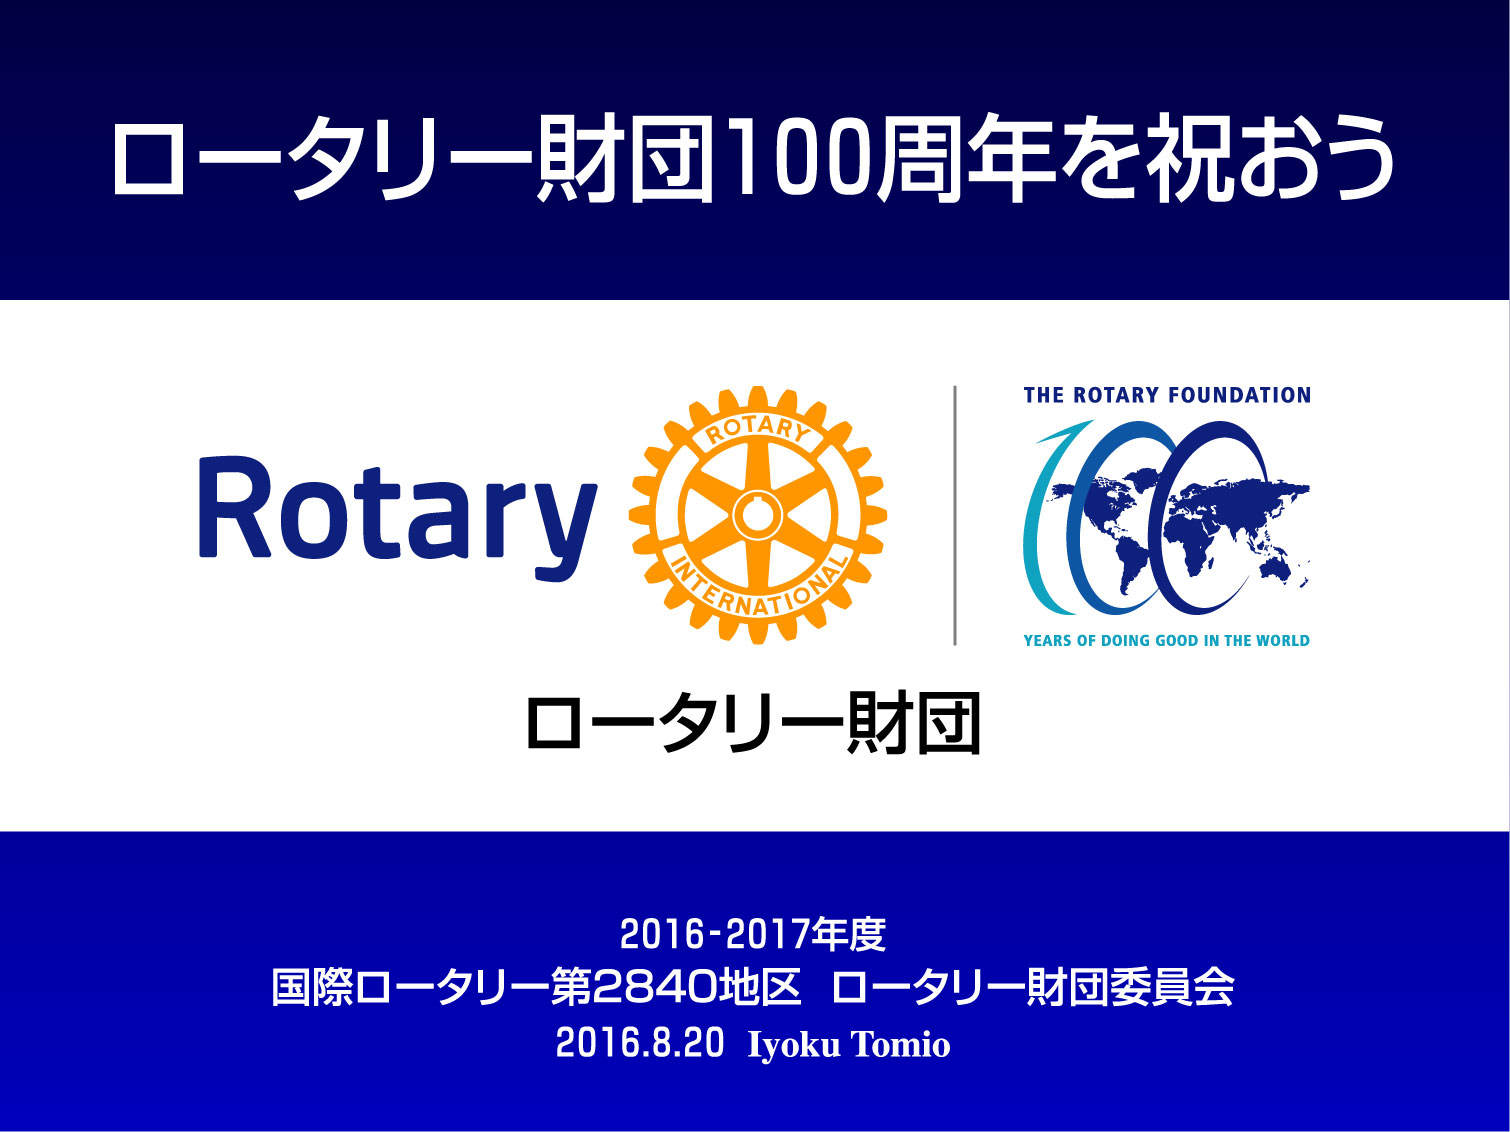 ロータリー財団100周年を祝おう
Rotary
ROTARY
INTERNATIONAL
THE ROTARY FOUNDATION
100
YEARS OF DOING GOOD IN THE WORLD
ロータリー財団
2016-2017年度
国際ロータリー第2840地区 ロータリー財団委員会
2016.8.20 Iyoku Tomio